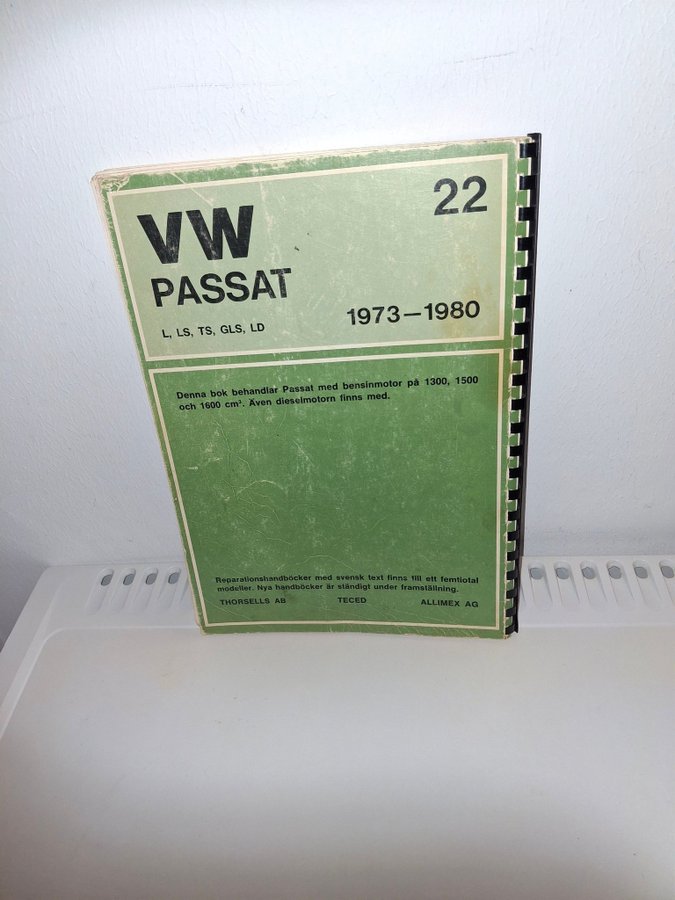 VW
22
PASSAT
L, LS, TS, GLS, LD
1973–1980
Denna bok behandlar Passat med bensinmotor på 1300, 1500
och 1600 cm³. Även dieselmotorn finns med.
Reparationshandböcker med svensk text finns till ett femtiotal
modeller. Nya handböcker är ständigt under framställning.
THORSELLS AB TECED ALLIMEX AG